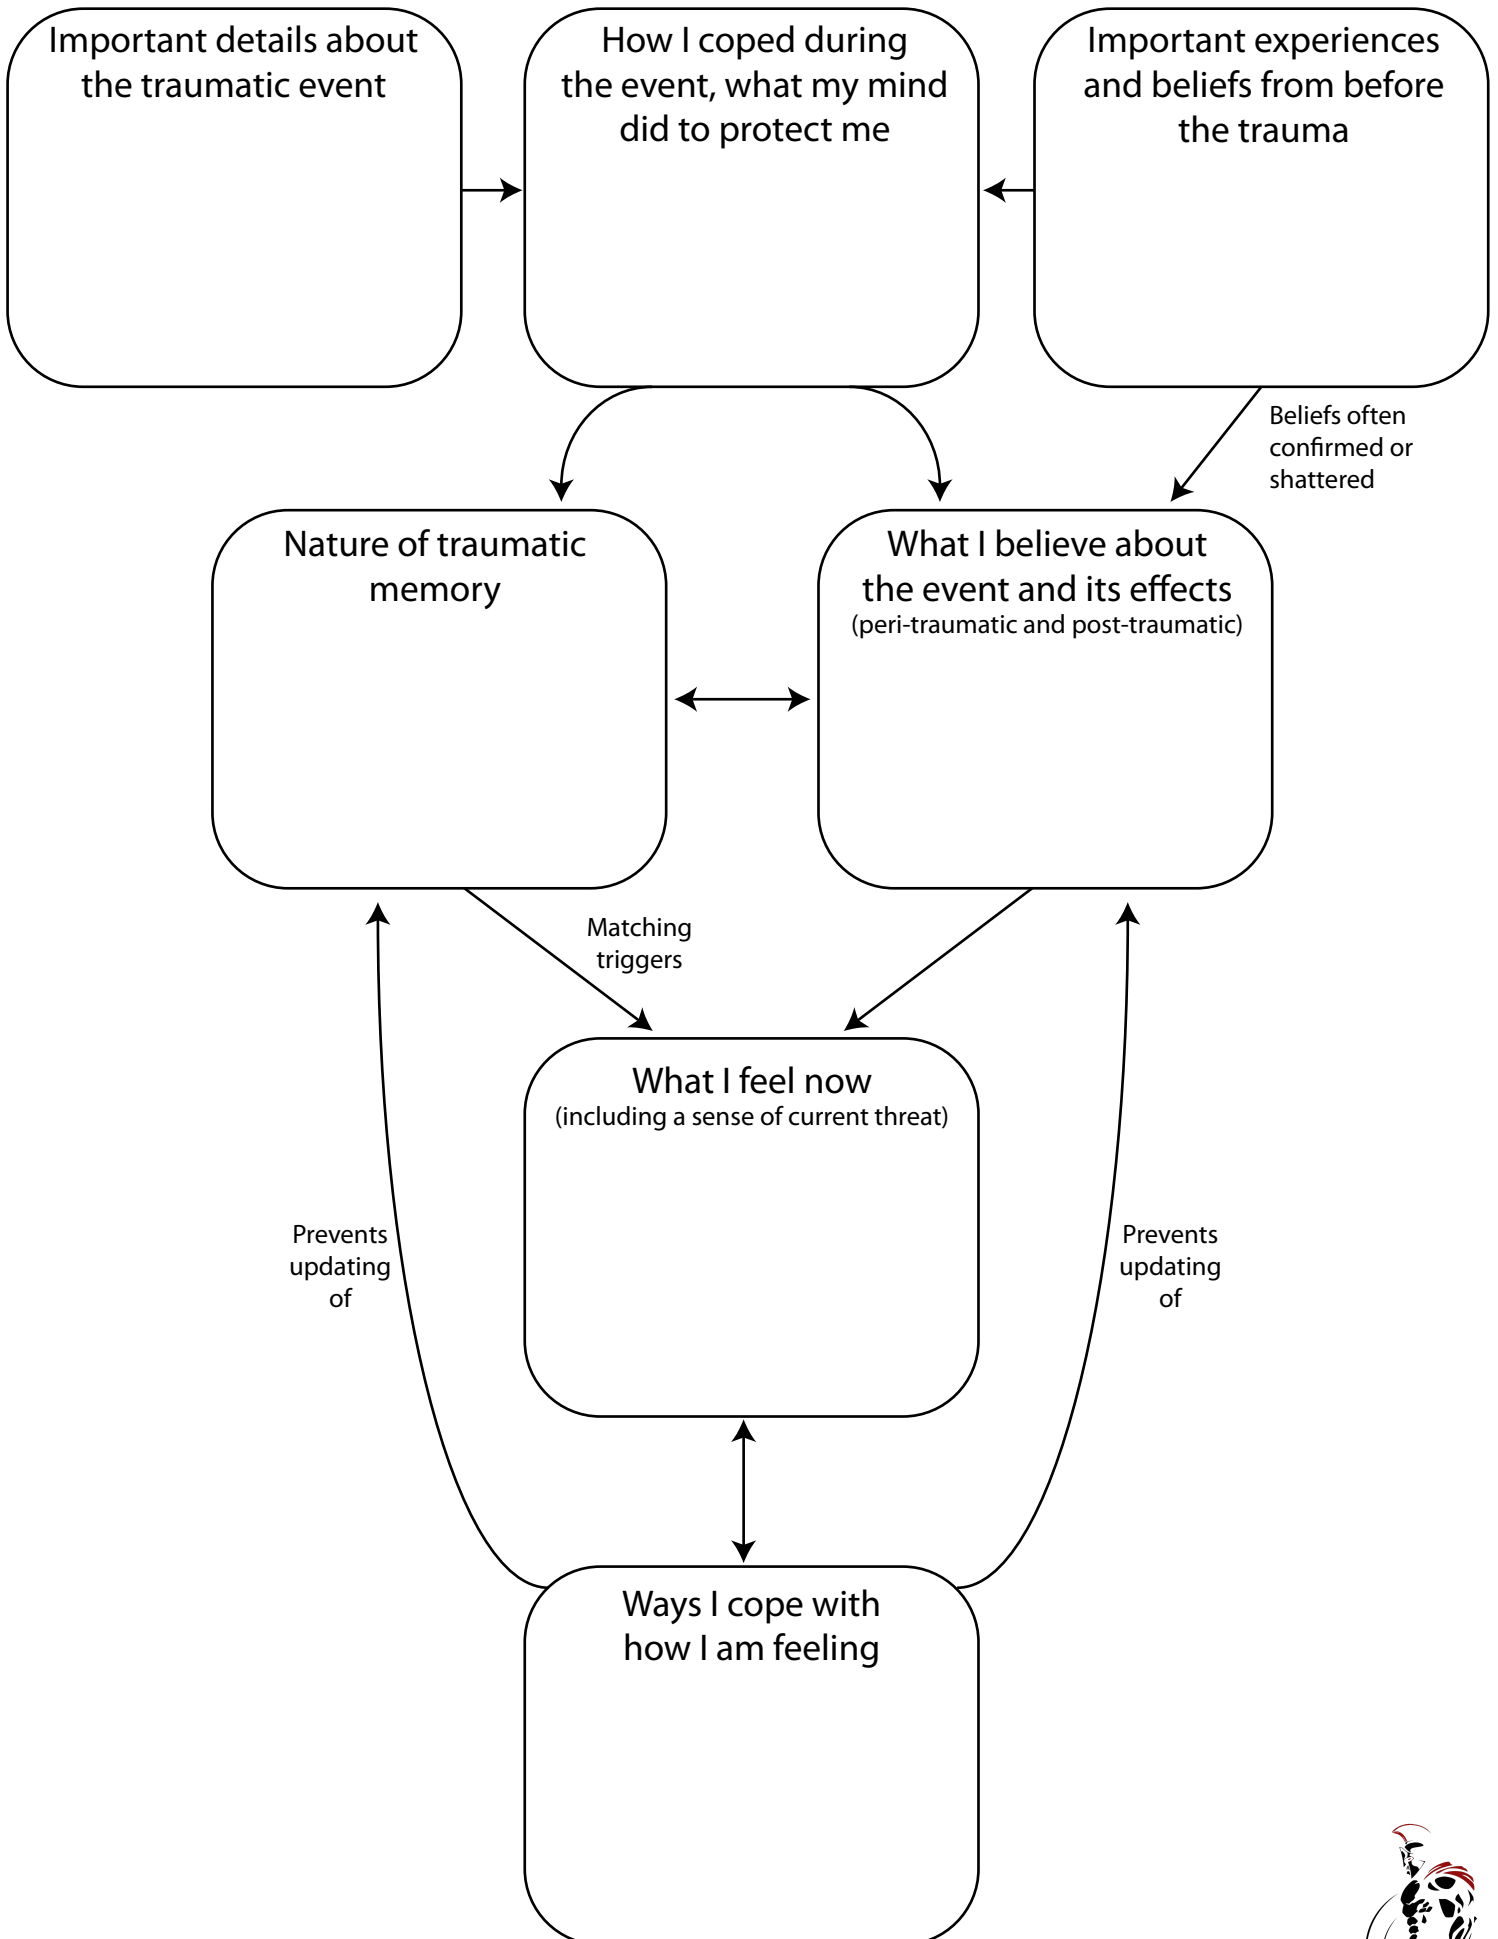 Important details about
the traumatic event
How I coped during
the event, what my mind
did to protect me
Important experiences
and beliefs from before
the trauma
Beliefs often
confirmed or
shattered
Nature of traumatic
memory
What I believe about
the event and its effects
(peri-traumatic and post-traumatic)
Matching
triggers
What I feel now
(including a sense of current threat)
Prevents
updating
of
Prevents
updating
of
Ways I cope with
how I am feeling